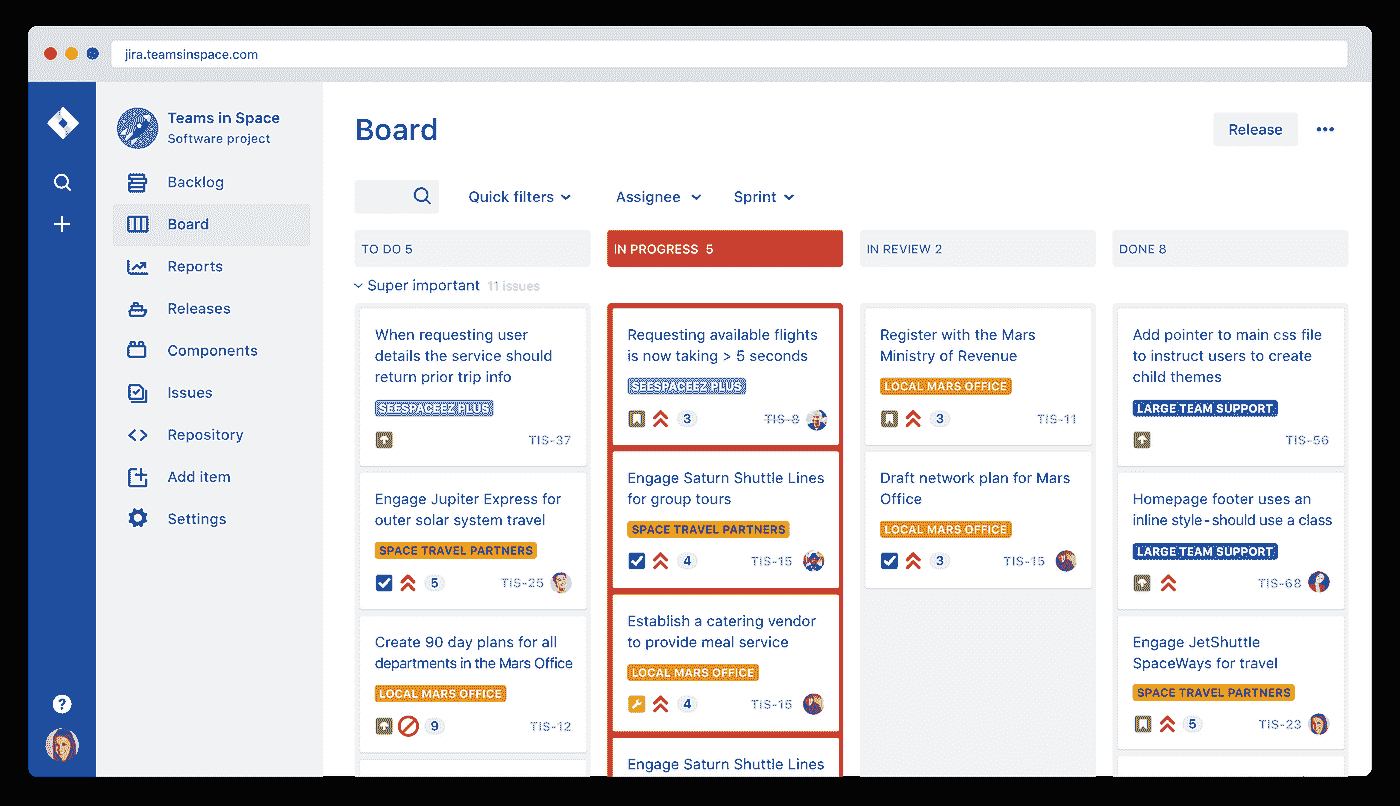 jira.teamsinspace.com
Teams in Space
Software project
Backlog
Board
Reports
Releases
Components
Issues
Repository
Add item
Settings
?
Board
Release
Quick filters
Assignee
Sprint
TO DO 5
IN PROGRESS 5
IN REVIEW 2
DONE 8
Super important 11 issues
When requesting user
details the service should
return prior trip info
SEESPACEEZ PLUS
TIS-37
Engage Jupiter Express for
outer solar system travel
SPACE TRAVEL PARTNERS
5 TIS-25
Create 90 day plans for all
departments in the Mars Office
LOCAL MARS OFFICE
9 TIS-12
Requesting available flights
is now taking > 5 seconds
SEESPACEEZ PLUS
3 TIS-8
Engage Saturn Shuttle Lines
for group tours
SPACE TRAVEL PARTNERS
4 TIS-15
Establish a catering vendor
to provide meal service
LOCAL MARS OFFICE
4 TIS-15
Engage Saturn Shuttle Lines
Register with the Mars
Ministry of Revenue
LOCAL MARS OFFICE
3 TIS-11
Draft network plan for Mars
Office
LOCAL MARS OFFICE
3 TIS-15
Add pointer to main css file
to instruct users to create
child themes
LARGE TEAM SUPPORT
TIS-56
Homepage footer uses an
inline style-should use a class
LARGE TEAM SUPPORT
TIS-68
Engage JetShuttle
SpaceWays for travel
SPACE TRAVEL PARTNERS
5 TIS-23